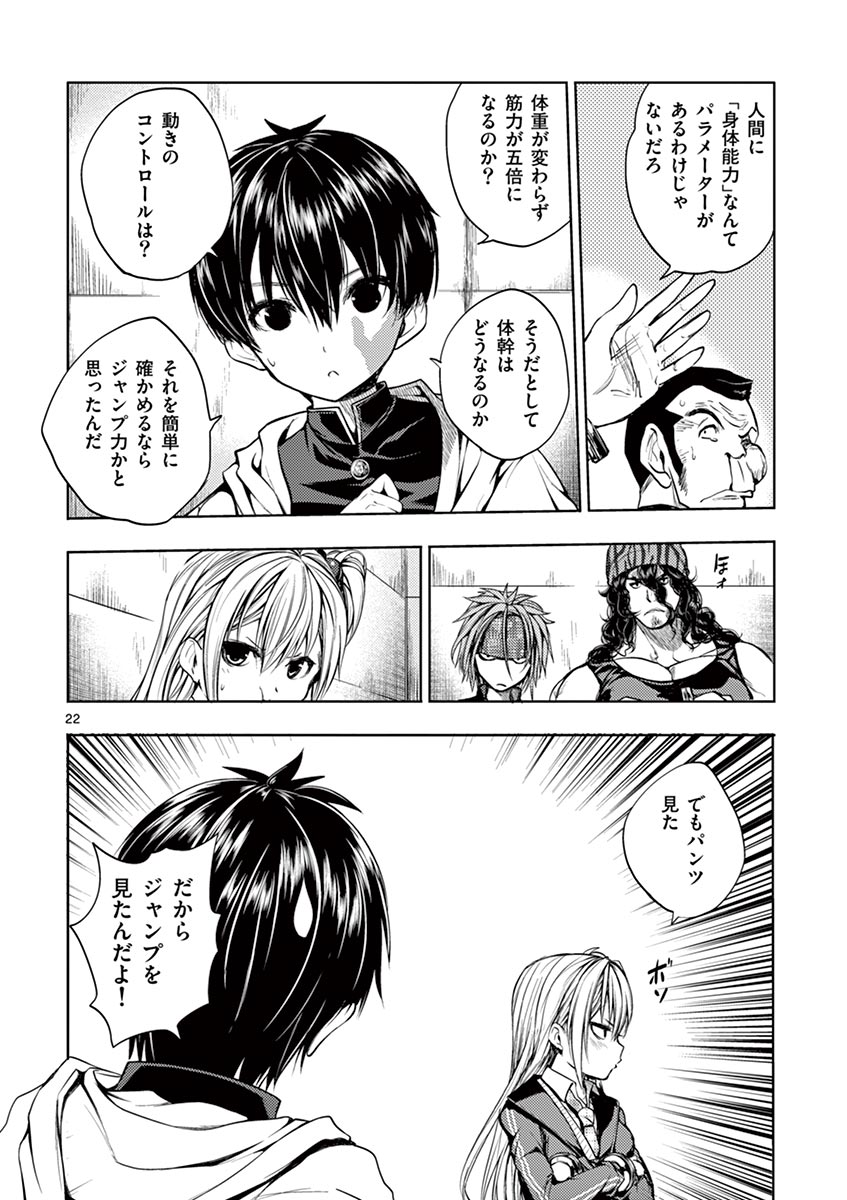 人間に
「身体能力」なんて
パラメーターが
あるわけじゃ
ないだろ
体重が変わらず
筋力が五倍に
なるのか?
そうだとして
体幹は
どうなるのか
動きの
コントロールは?
それを簡単に
確かめるなら
ジャンプ力かと
思ったんだ
ほォ
22
でもパンツ
見た
ボソ
だから
ジャンプを
見たんだよ!